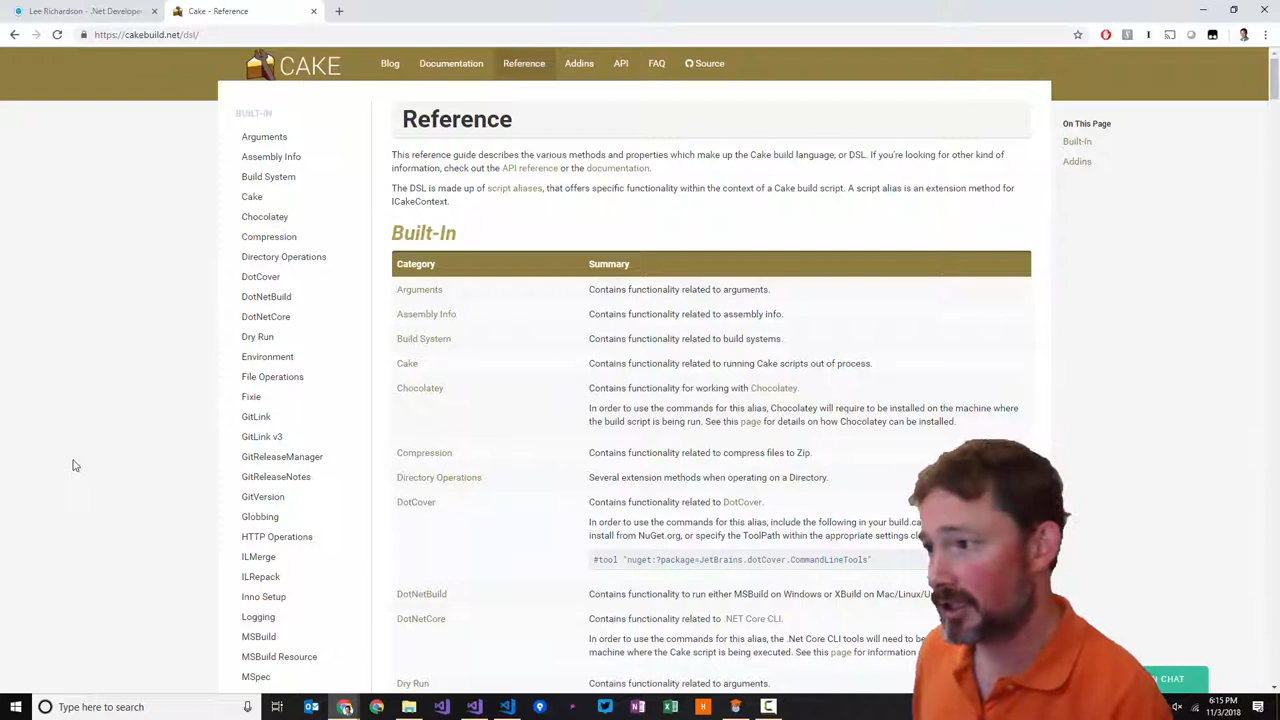 Lee Richardson - .Net Develope
Cake - Reference
https://cakebuild.net/dsl/
CAKE
Blog
Documentation
Reference
Addins
API
FAQ
Source
BUILT-IN
Arguments
Assembly Info
Build System
Cake
Chocolatey
Compression
Directory Operations
DotCover
DotNetBuild
DotNetCore
Dry Run
Environment
File Operations
Fixie
GitLink
GitLink v3
GitReleaseManager
GitReleaseNotes
GitVersion
Globbing
HTTP Operations
ILMerge
ILRepack
Inno Setup
Logging
MSBuild
MSBuild Resource
MSpec
Reference
This reference guide describes the various methods and properties which make up the Cake build language, or DSL. If you're looking for other kind of
information, check out the API reference or the documentation.
The DSL is made up of script aliases, that offers specific functionality within the context of a Cake build script. A script alias is an extension method for
ICakeContext.
Built-In
Category Summary
Arguments Contains functionality related to arguments.
Assembly Info Contains functionality related to assembly info.
Build System Contains functionality related to build systems.
Cake Contains functionality related to running Cake scripts out of process.
Chocolatey Contains functionality for working with Chocolatey.
In order to use the commands for this alias, Chocolatey will require to be installed on the machine where
the build script is being run. See this page for details on how Chocolatey can be installed.
Compression Contains functionality related to compress files to Zip.
Directory Operations Several extension methods when operating on a Directory.
DotCover Contains functionality related to DotCover.
In order to use the commands for this alias, include the following in your build.ca
install from NuGet.org, or specify the ToolPath within the appropriate settings cl
#tool "nuget:?package=JetBrains.dotCover.CommandLineTools"
DotNetBuild Contains functionality to run either MSBuild on Windows or XBuild on Mac/Linux/U
DotNetCore Contains functionality related to .NET Core CLI.
In order to use the commands for this alias, the .Net Core CLI tools will need to be
machine where the Cake script is being executed. See this page for information
Dry Run Contains functionality related to arguments.
On This Page
Built-In
Addins
N CHAT
Type here to search
6:15 PM
11/3/2018